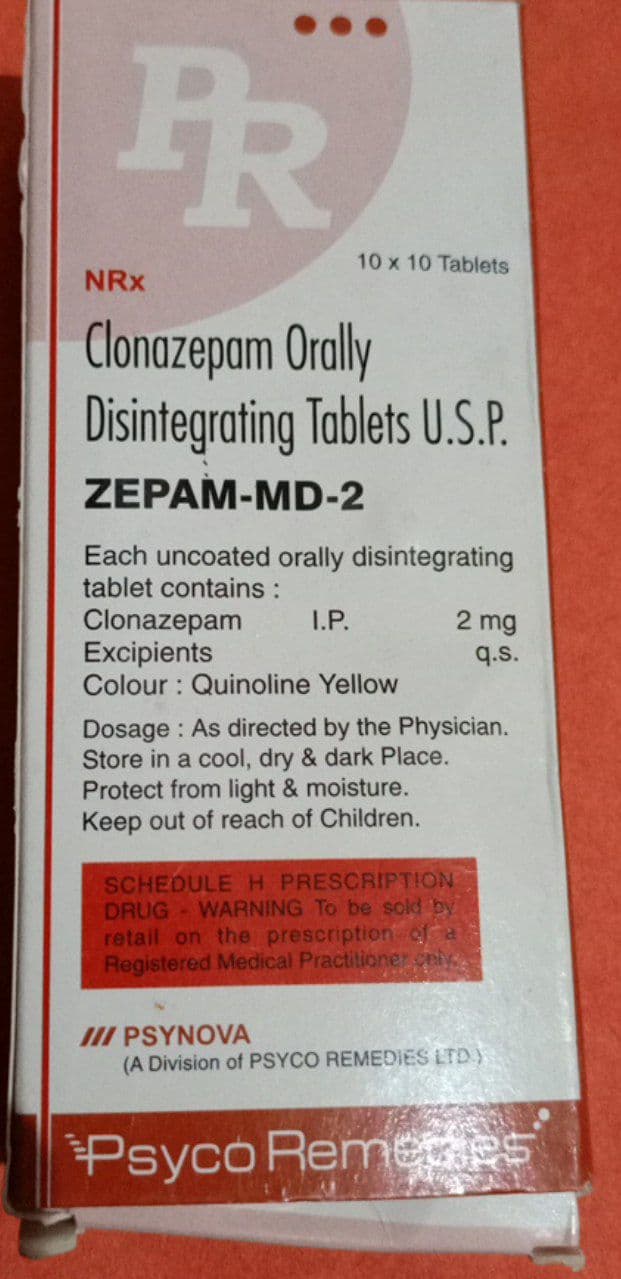 PR
10 x 10 Tablets
NRx
Clonazepam Orally
Disintegrating Tablets U.S.P.
ZEPAM-MD-2
Each uncoated orally disintegrating
tablet contains :
Clonazepam I.P. 2 mg
Excipients q.s.
Colour : Quinoline Yellow
Dosage : As directed by the Physician.
Store in a cool, dry & dark Place.
Protect from light & moisture.
Keep out of reach of Children.
SCHEDULE H PRESCRIPTION
DRUG - WARNING To be sold by
retail on the prescription of a
Registered Medical Practitioner only.
PSYNOVA
(A Division of PSYCO REMEDIES LTD.)
Psyco Remedies